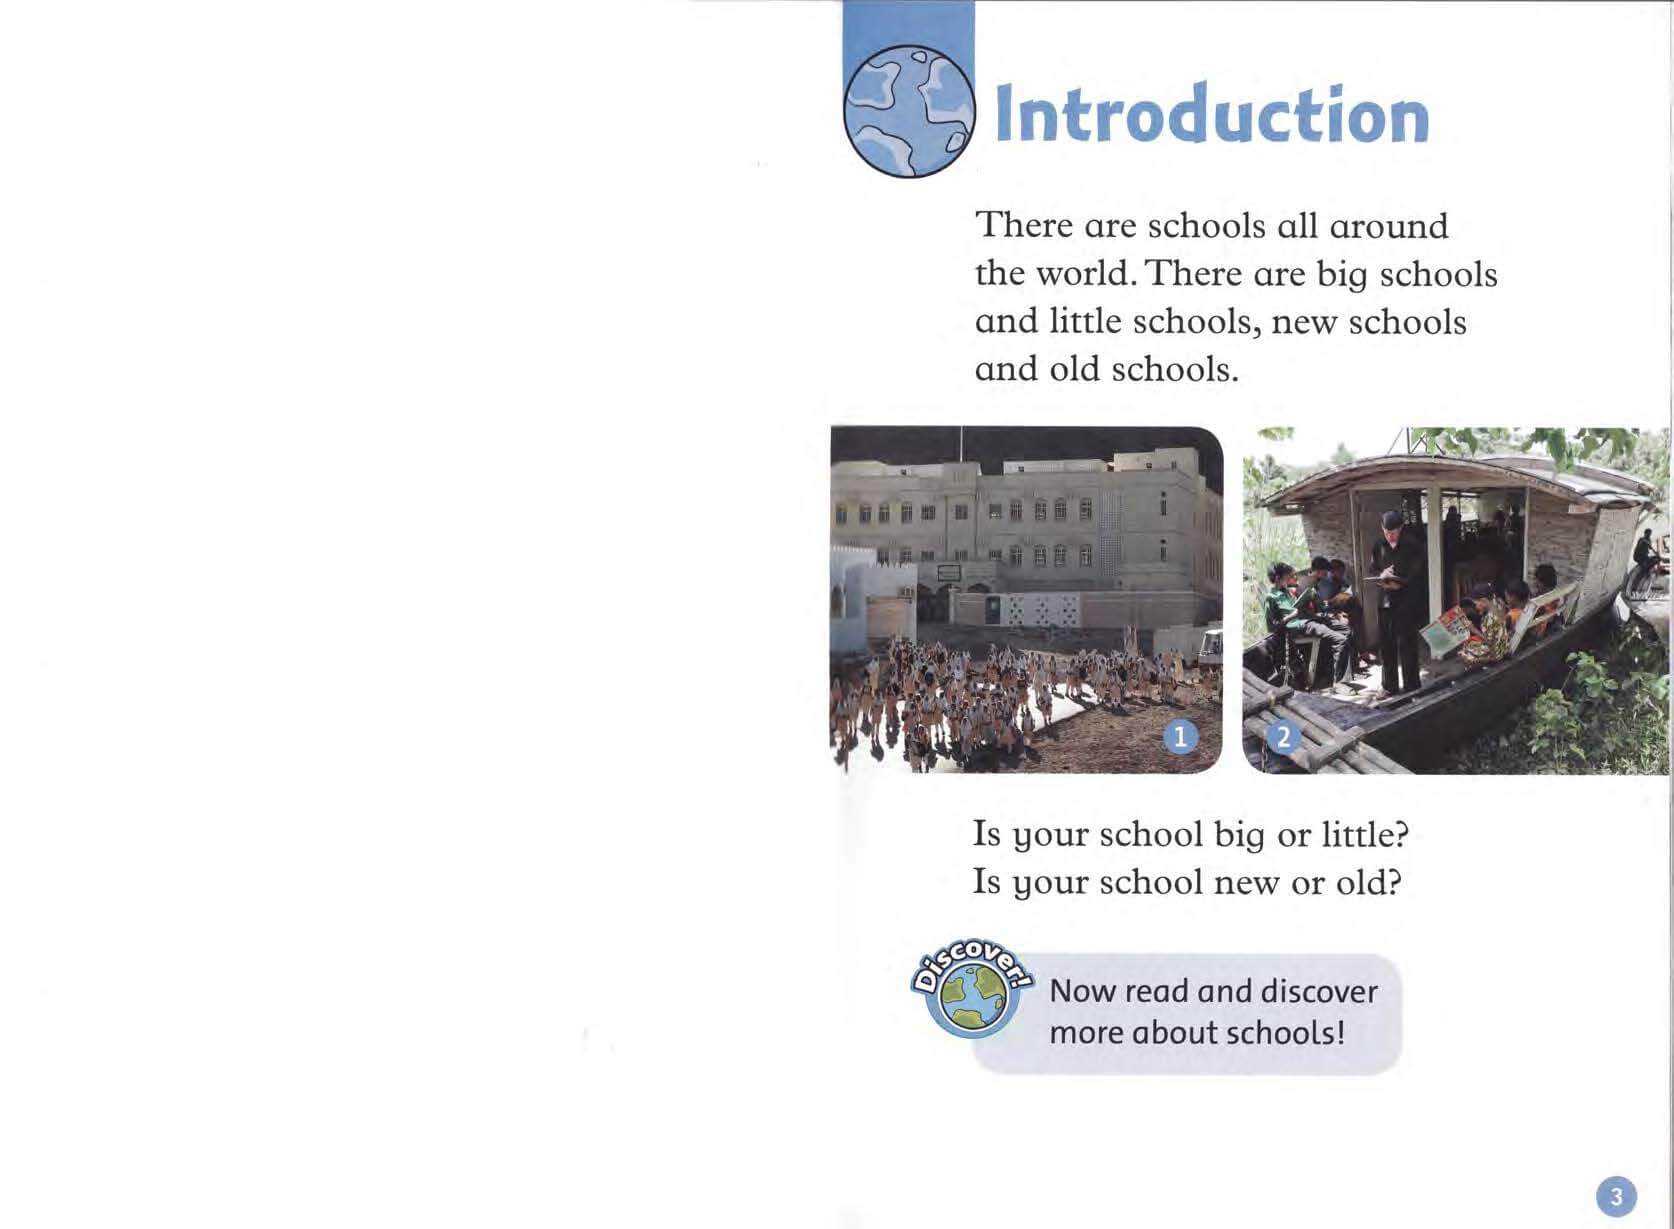 Introduction
There are schools all around
the world. There are big schools
and little schools, new schools
and old schools.
1
2
Is your school big or little?
Is your school new or old?
Discover!
Now read and discover
more about schools!
3